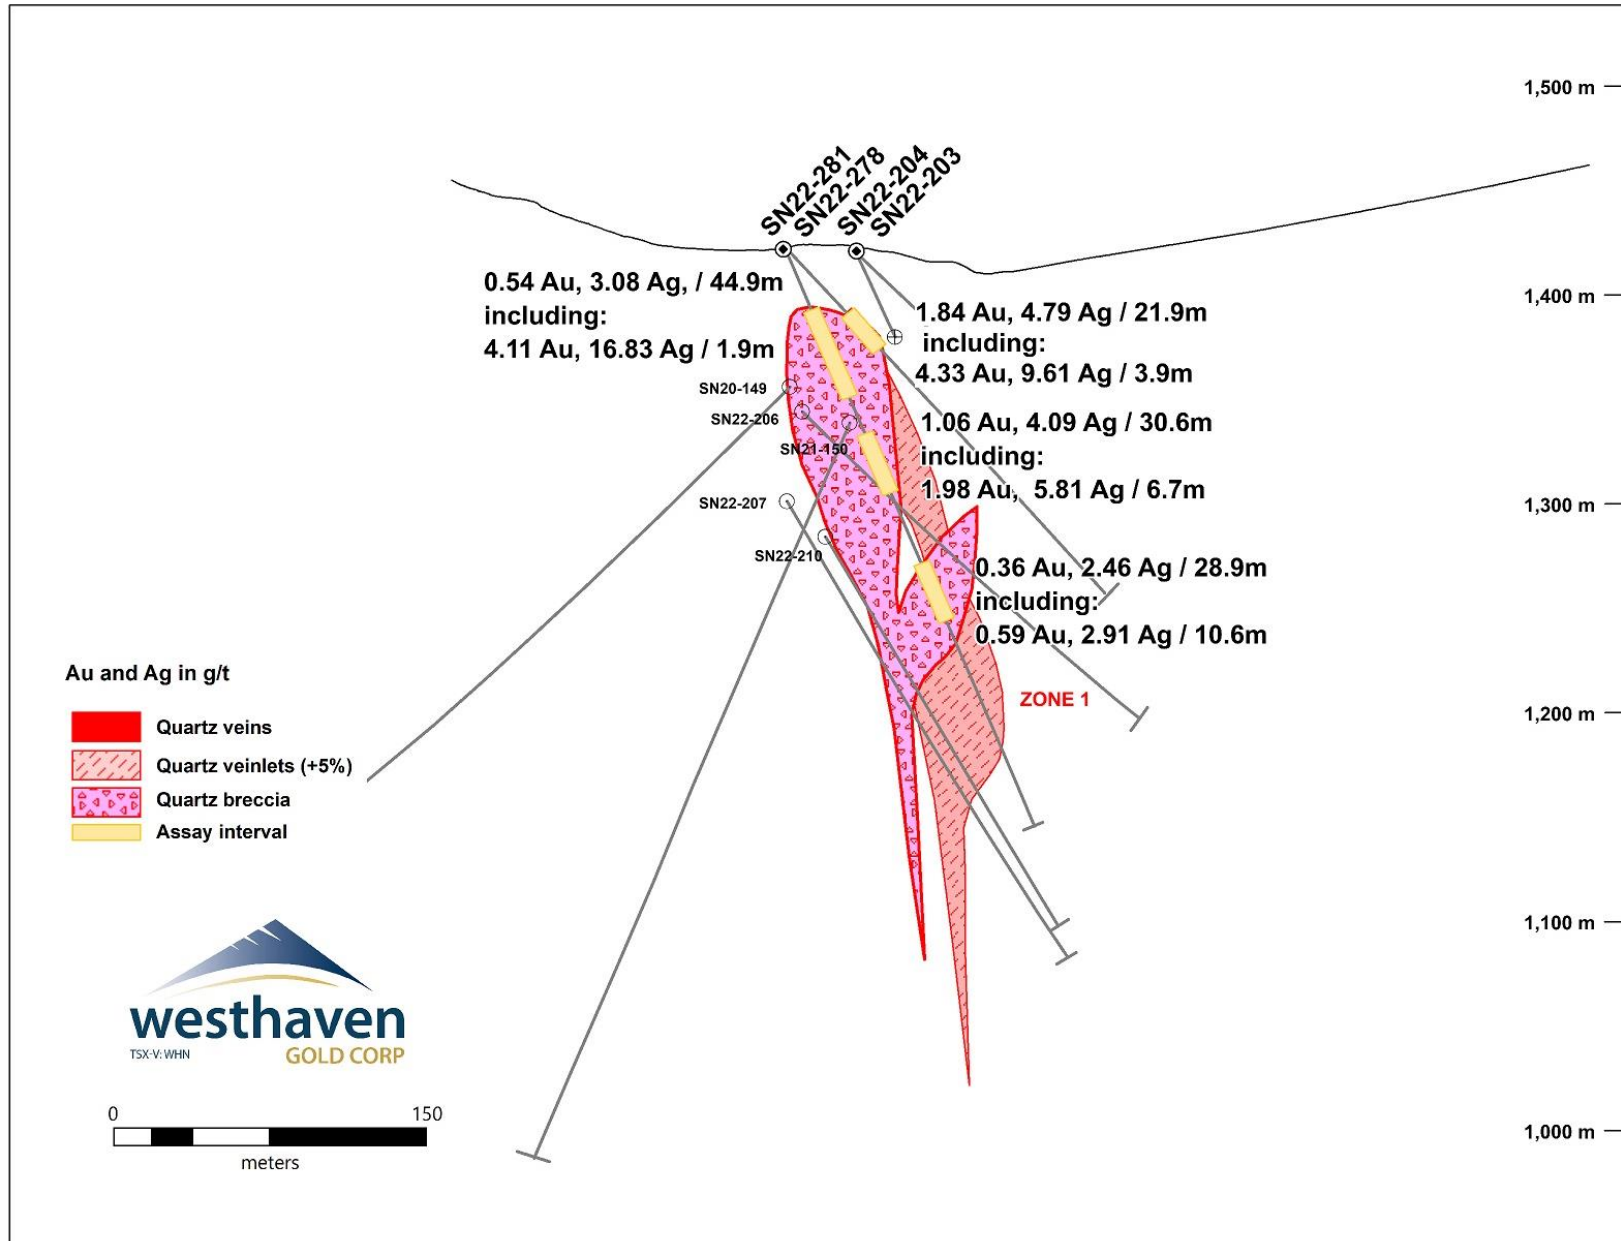 1,500 m
SN22-281
SN22-278
SN22-204
SN22-203
0.54 Au, 3.08 Ag, / 44.9m
including:
4.11 Au, 16.83 Ag / 1.9m
1,400 m
1.84 Au, 4.79 Ag / 21.9m
including:
4.33 Au, 9.61 Ag / 3.9m
SN20-149
SN22-206
SN21-150
1.06 Au, 4.09 Ag / 30.6m
including:
1.98 Au, 5.81 Ag / 6.7m
SN22-207
1,300 m
SN22-210
0.36 Au, 2.46 Ag / 28.9m
including:
0.59 Au, 2.91 Ag / 10.6m
ZONE 1
1,200 m
Au and Ag in g/t
Quartz veins
Quartz veinlets (+5%)
Quartz breccia
Assay interval
1,100 m
westhaven
TSX-V: WHN
GOLD CORP
0 150
meters
1,000 m